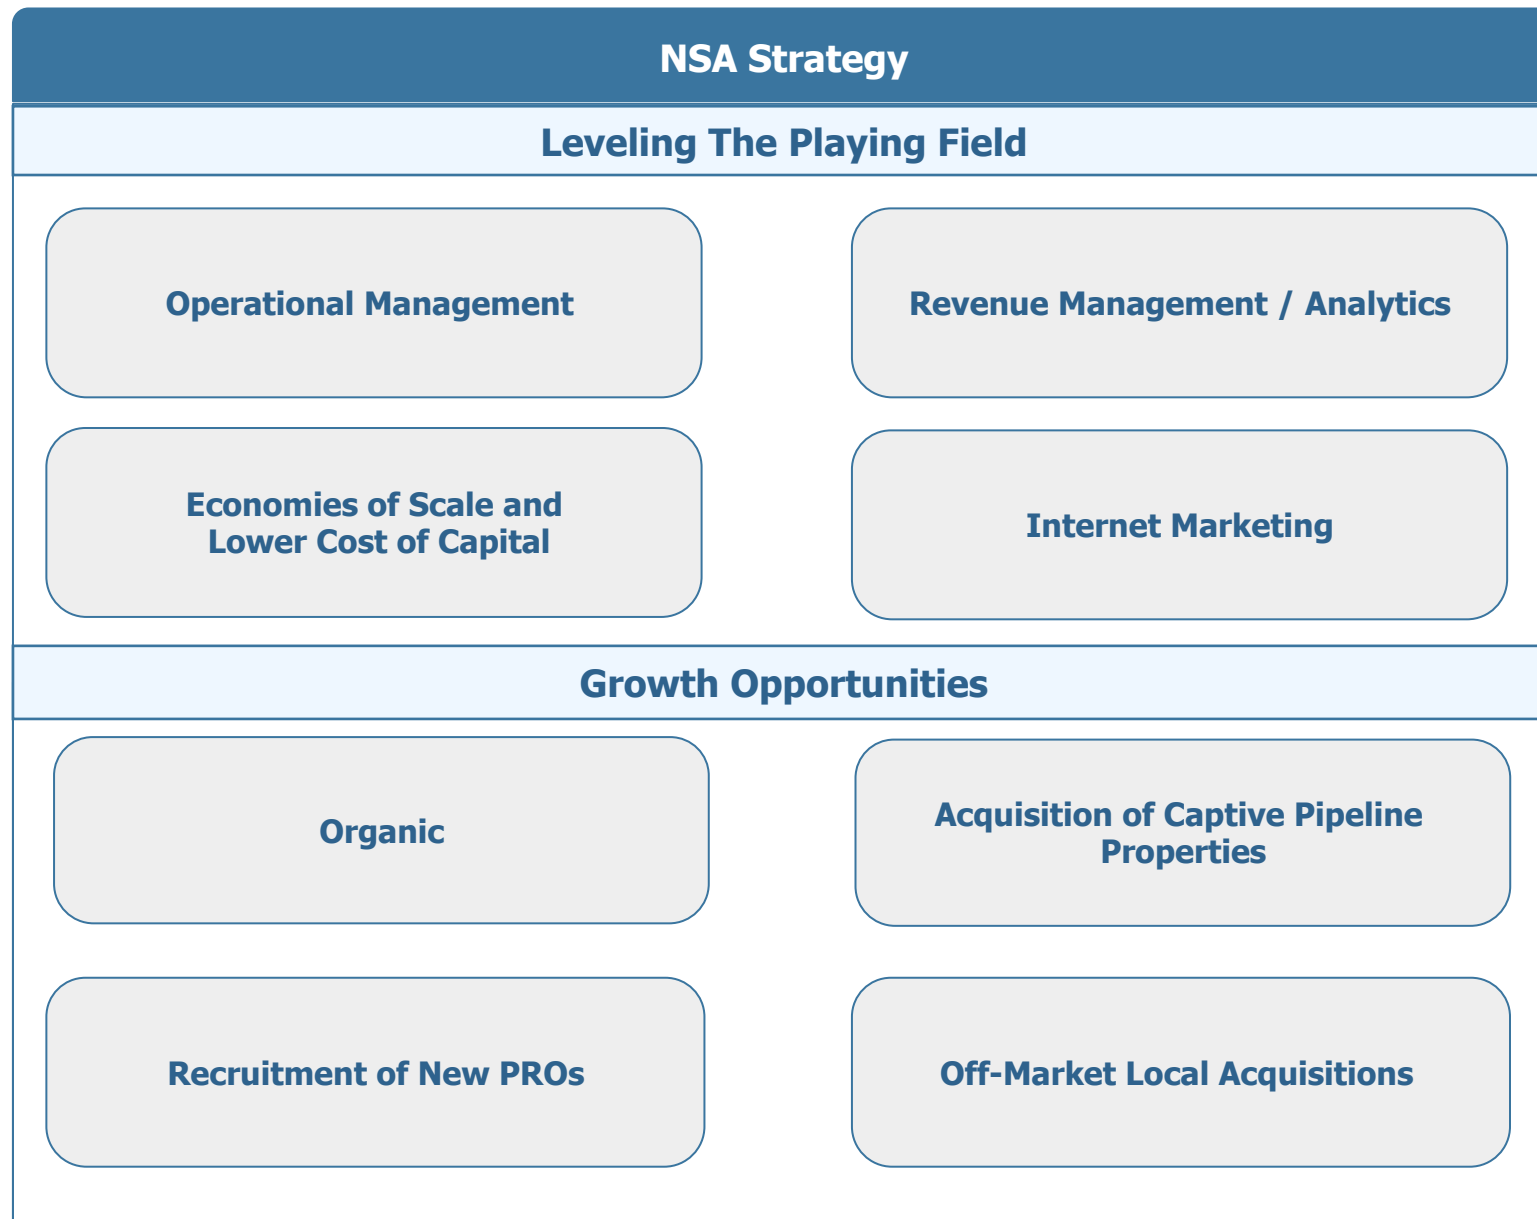 NSA Strategy
Leveling The Playing Field
Operational Management
Revenue Management / Analytics
Economies of Scale and
Lower Cost of Capital
Internet Marketing
Growth Opportunities
Organic
Acquisition of Captive Pipeline
Properties
Recruitment of New PROs
Off-Market Local Acquisitions